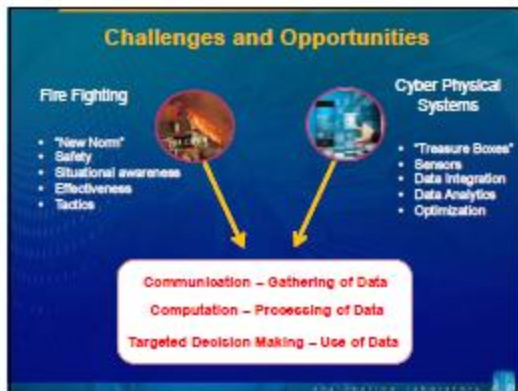 Challenges and Opportunities
Fire Fighting
• "New Norm"
• Safety
• Situational awareness
• Effectiveness
• Tactics
Cyber Physical
Systems
• "Treasure Boxes"
• Sensors
• Data Integration
• Data Analytics
• Optimization
Communication – Gathering of Data
Computation – Processing of Data
Targeted Decision Making – Use of Data